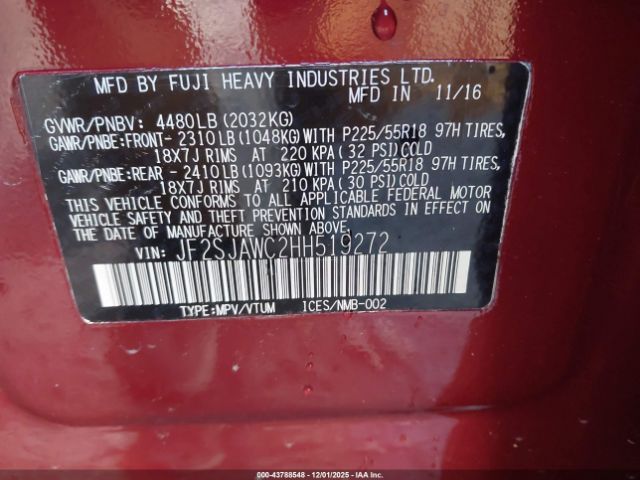 MFD BY FUJI HEAVY INDUSTRIES LTD.
MFD IN 11/16
GVWR/PNBV: 4480LB(2032KG)
GAWR/PNBE:FRONT- 2310LB(1048KG)WITH P225/55R18 97H TIRES,
18X7J RIMS AT 220 KPA(32 PSI)COLD
GAWR/PNBE:REAR - 2410LB(1093KG)WITH P225/55R18 97H TIRES,
18X7J RIMS AT 210 KPA(30 PSI)COLD
THIS VEHICLE CONFORMS TO ALL APPLICABLE FEDERAL MOTOR
VEHICLE SAFETY AND THEFT PREVENTION STANDARDS IN EFFECT
ON THE DATE OF MANUFACTURE SHOWN ABOVE.
VIN: JF2SJAWC2HH519272
TYPE:MPV/VTUM ICES/NMB-002
000-43788548 - 12/01/2025 - IAA, Inc.